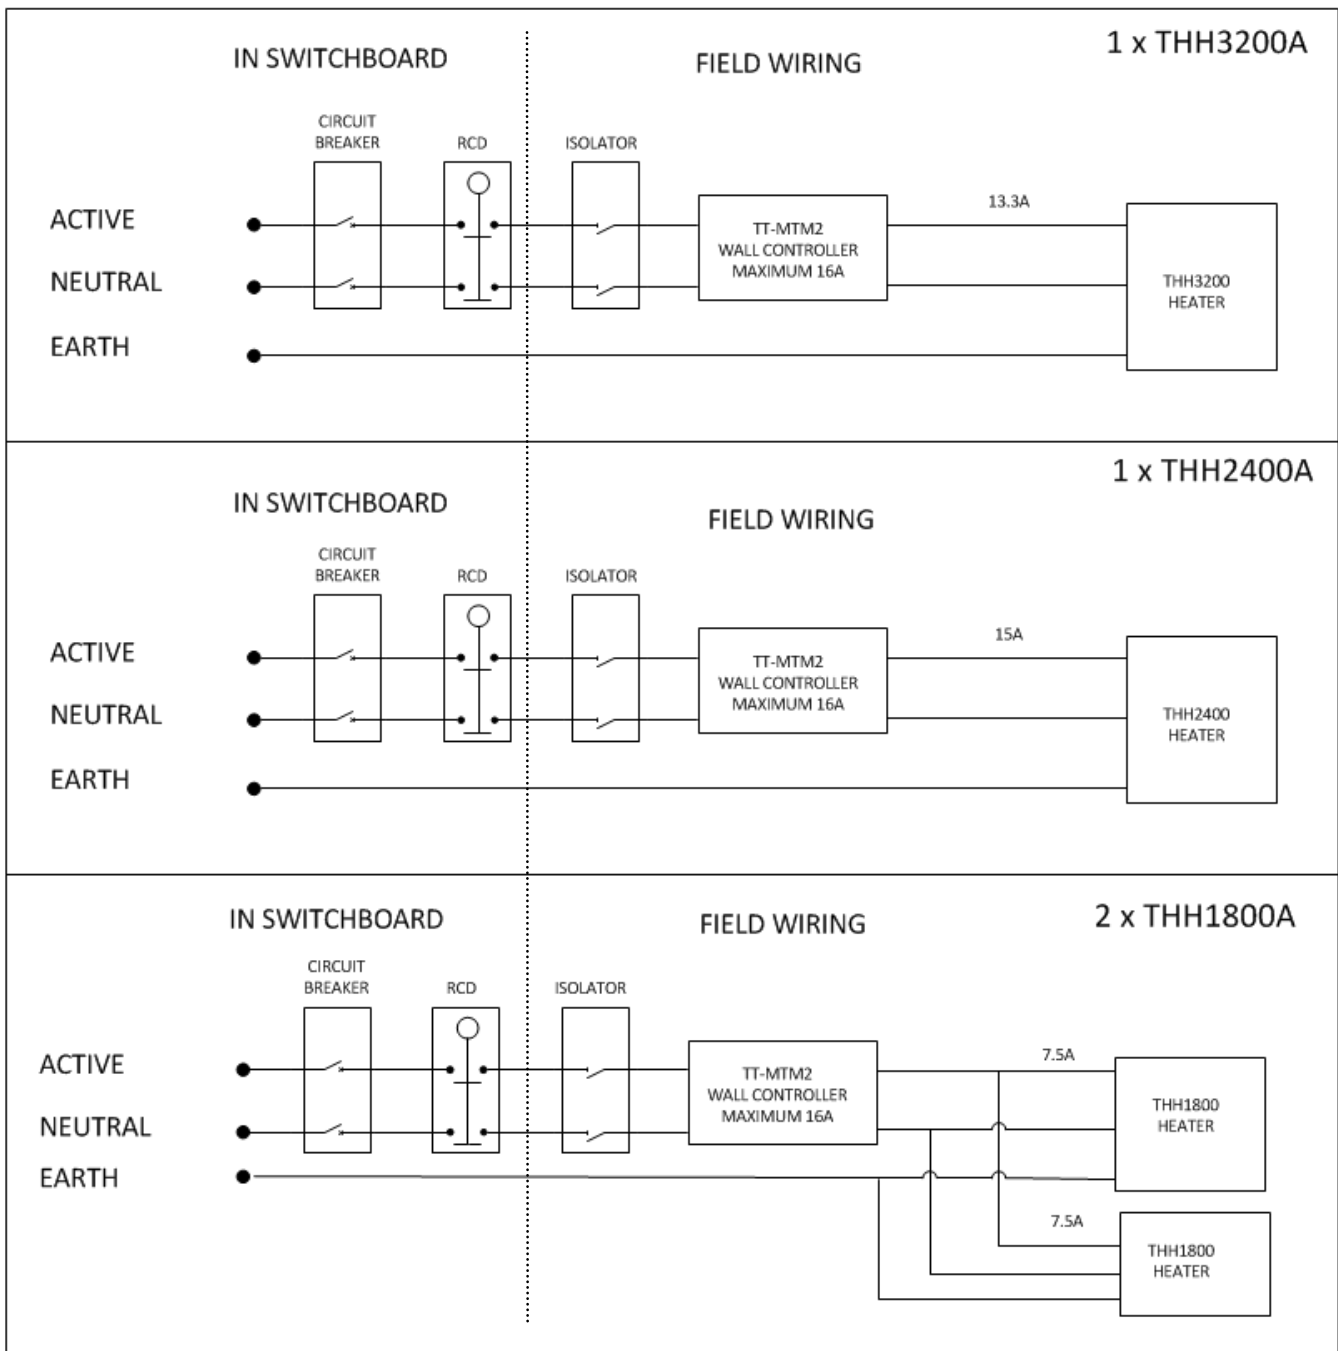 1 x THH3200A
IN SWITCHBOARD
FIELD WIRING
CIRCUIT
BREAKER
RCD
ISOLATOR
ACTIVE
NEUTRAL
EARTH
TT-MTM2
WALL CONTROLLER
MAXIMUM 16A
13.3A
THH3200
HEATER
1 x THH2400A
IN SWITCHBOARD
FIELD WIRING
CIRCUIT
BREAKER
RCD
ISOLATOR
ACTIVE
NEUTRAL
EARTH
TT-MTM2
WALL CONTROLLER
MAXIMUM 16A
15A
THH2400
HEATER
2 x THH1800A
IN SWITCHBOARD
FIELD WIRING
CIRCUIT
BREAKER
RCD
ISOLATOR
ACTIVE
NEUTRAL
EARTH
TT-MTM2
WALL CONTROLLER
MAXIMUM 16A
7.5A
THH1800
HEATER
7.5A
THH1800
HEATER